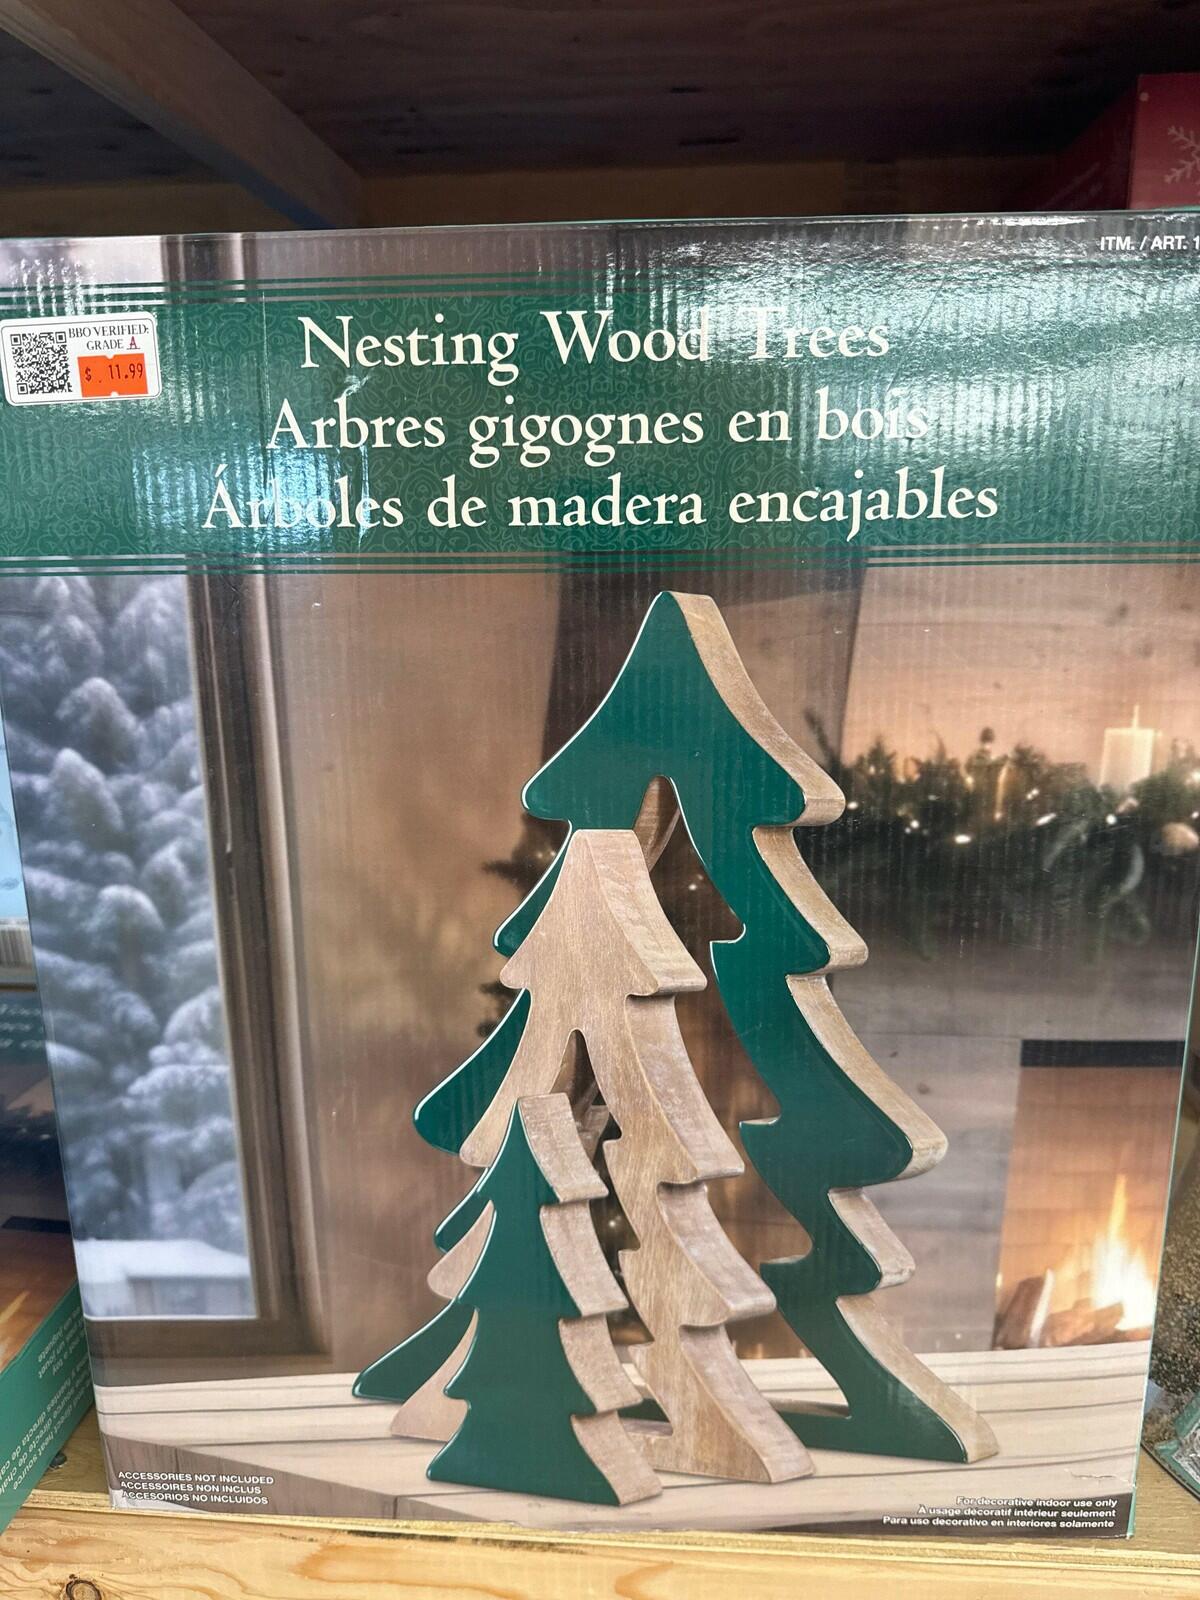 ITM. / ART. 1
BBO VERIFIED:
GRADE A
$ . 11.99
Nesting Wood Trees
Arbres gigognes en bois
Árboles de madera encajables
ACCESSORIES NOT INCLUDED
ACCESSOIRES NON INCLUS
ACCESORIOS NO INCLUIDOS
For decorative indoor use only
À usage décoratif intérieur seulement
Para uso decorativo en interiores solamente